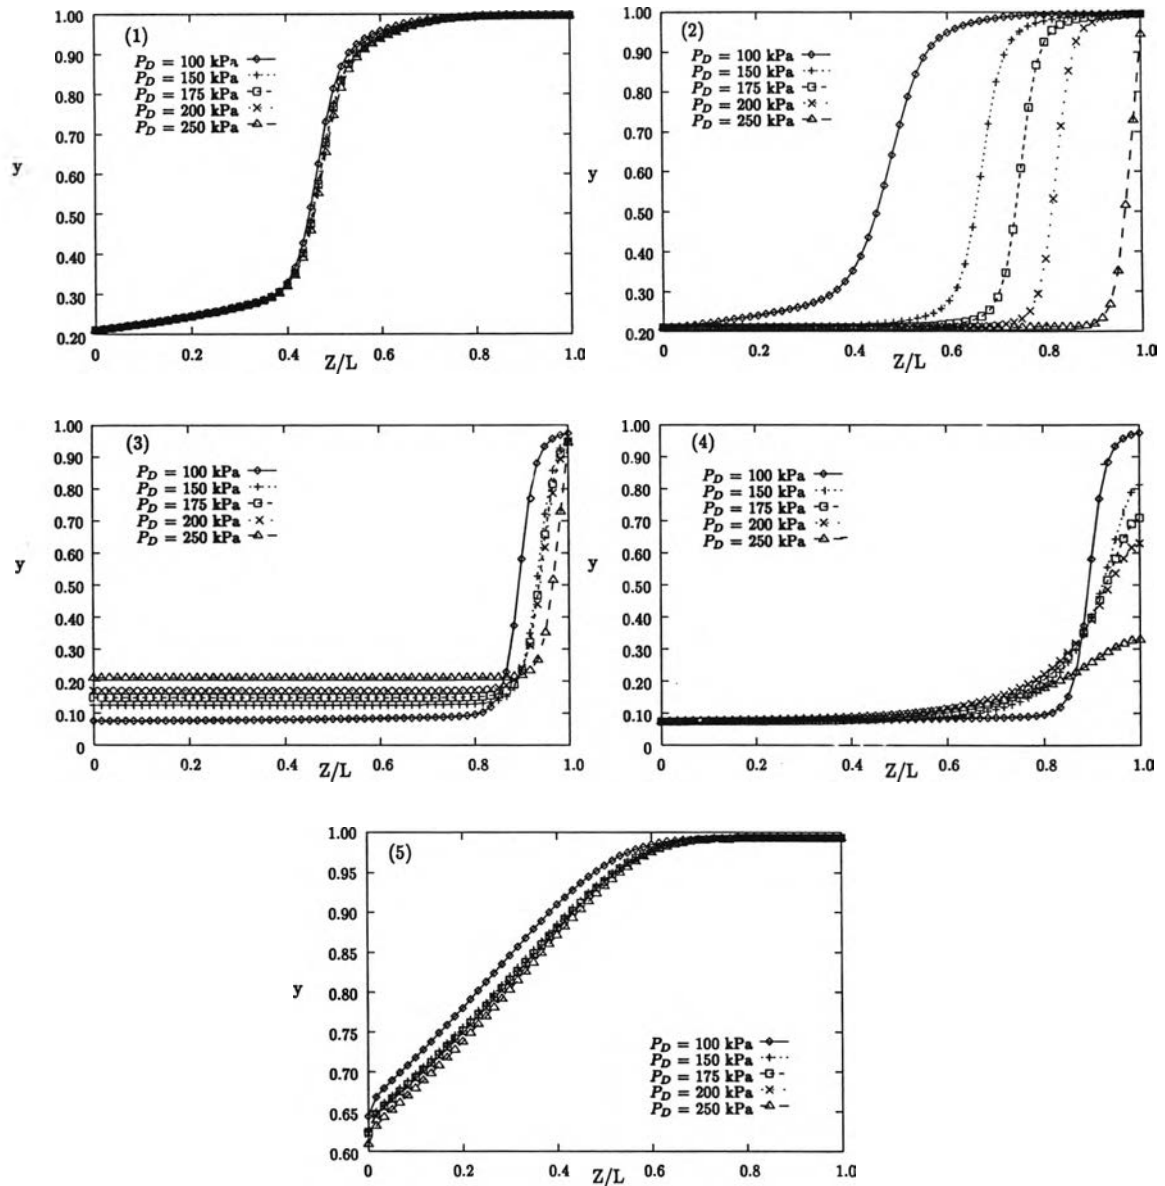 (1)
P_D = 100 kPa
P_D = 150 kPa
P_D = 175 kPa
P_D = 200 kPa
P_D = 250 kPa
1.00
0.90
0.80
0.70
0.60
0.50
0.40
0.30
0.20
y
0
0.2
0.4
0.6
0.8
1.0
Z/L
(2)
P_D = 100 kPa
P_D = 150 kPa
P_D = 175 kPa
P_D = 200 kPa
P_D = 250 kPa
1.00
0.90
0.80
0.70
0.60
0.50
0.40
0.30
0.20
y
0
0.2
0.4
0.6
0.8
1.0
Z/L
(3)
P_D = 100 kPa
P_D = 150 kPa
P_D = 175 kPa
P_D = 200 kPa
P_D = 250 kPa
1.00
0.90
0.80
0.70
0.60
0.50
0.40
0.30
0.20
0.10
0
y
0
0.2
0.4
0.6
0.8
1.0
Z/L
(4)
P_D = 100 kPa
P_D = 150 kPa
P_D = 175 kPa
P_D = 200 kPa
P_D = 250 kPa
1.00
0.90
0.80
0.70
0.60
0.50
0.40
0.30
0.20
0.10
0
y
0
0.2
0.4
0.6
0.8
1.0
Z/L
(5)
1.00
0.95
0.90
0.85
0.80
0.75
0.70
0.65
0.60
y
P_D = 100 kPa
P_D = 150 kPa
P_D = 175 kPa
P_D = 200 kPa
P_D = 250 kPa
0
0.2
0.4
0.6
0.8
1.0
Z/L